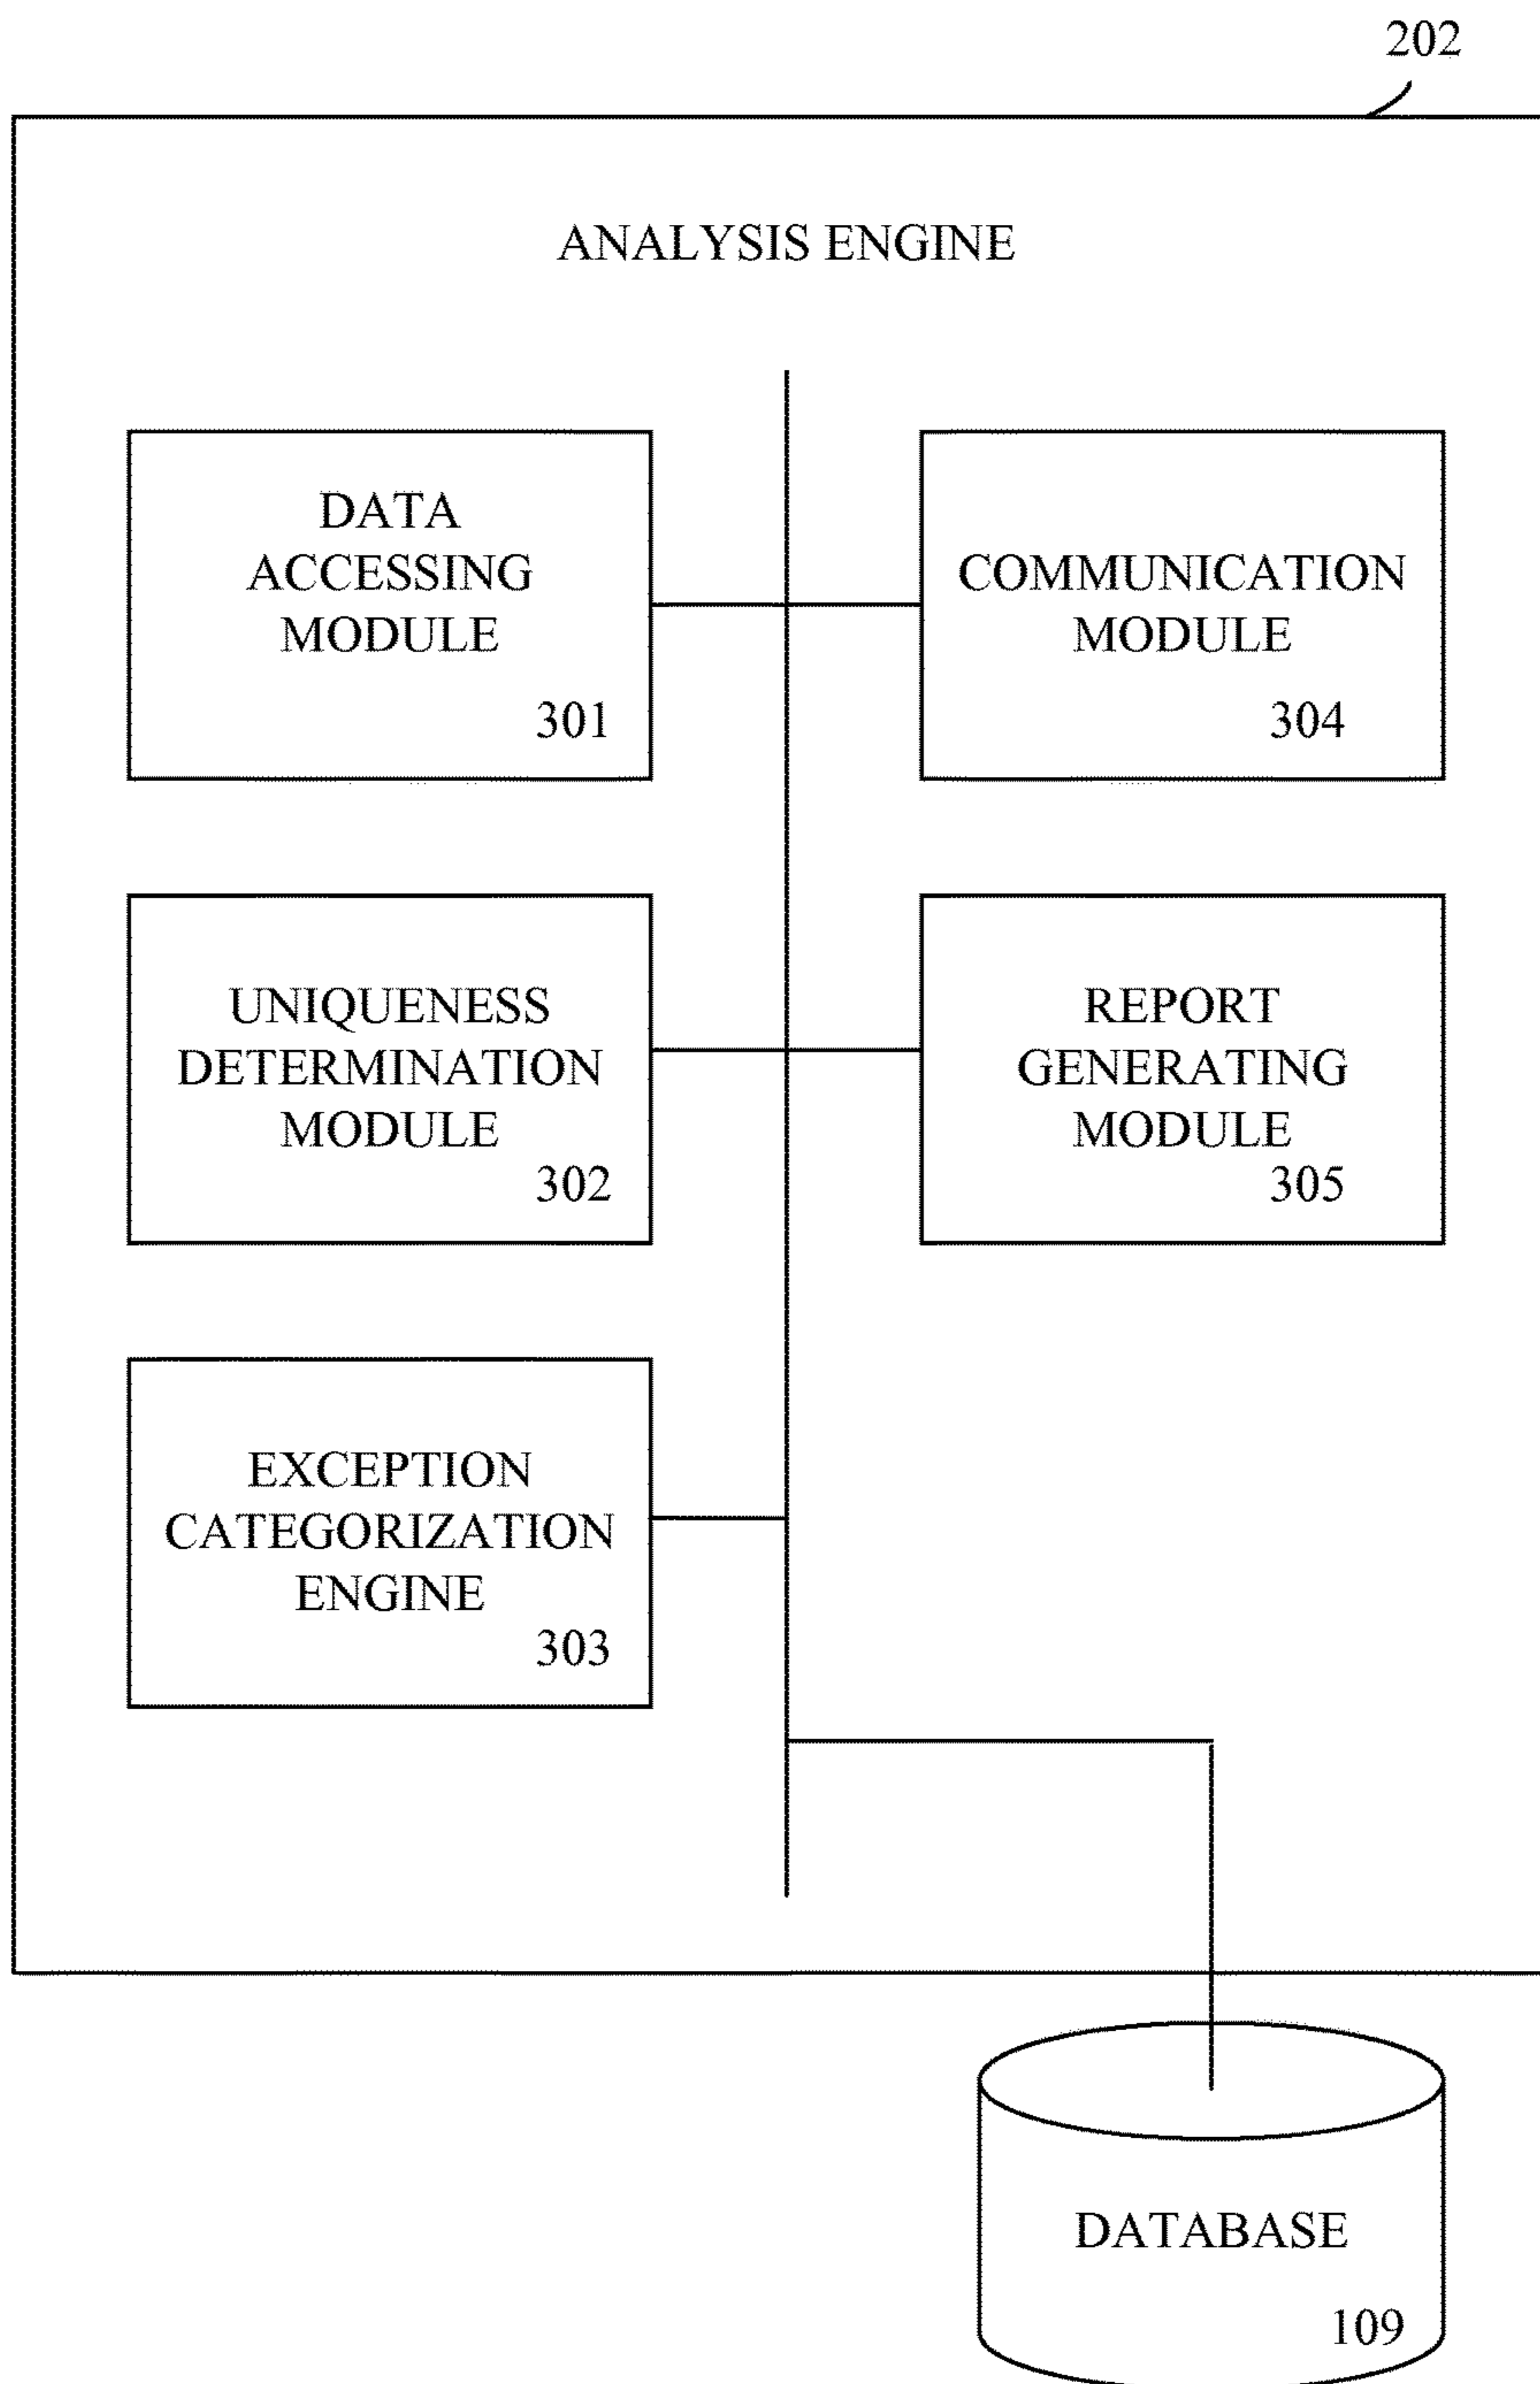 202
ANALYSIS ENGINE
DATA
ACCESSING
MODULE
301
COMMUNICATION
MODULE
304
UNIQUENESS
DETERMINATION
MODULE
302
REPORT
GENERATING
MODULE
305
EXCEPTION
CATEGORIZATION
ENGINE
303
DATABASE
109